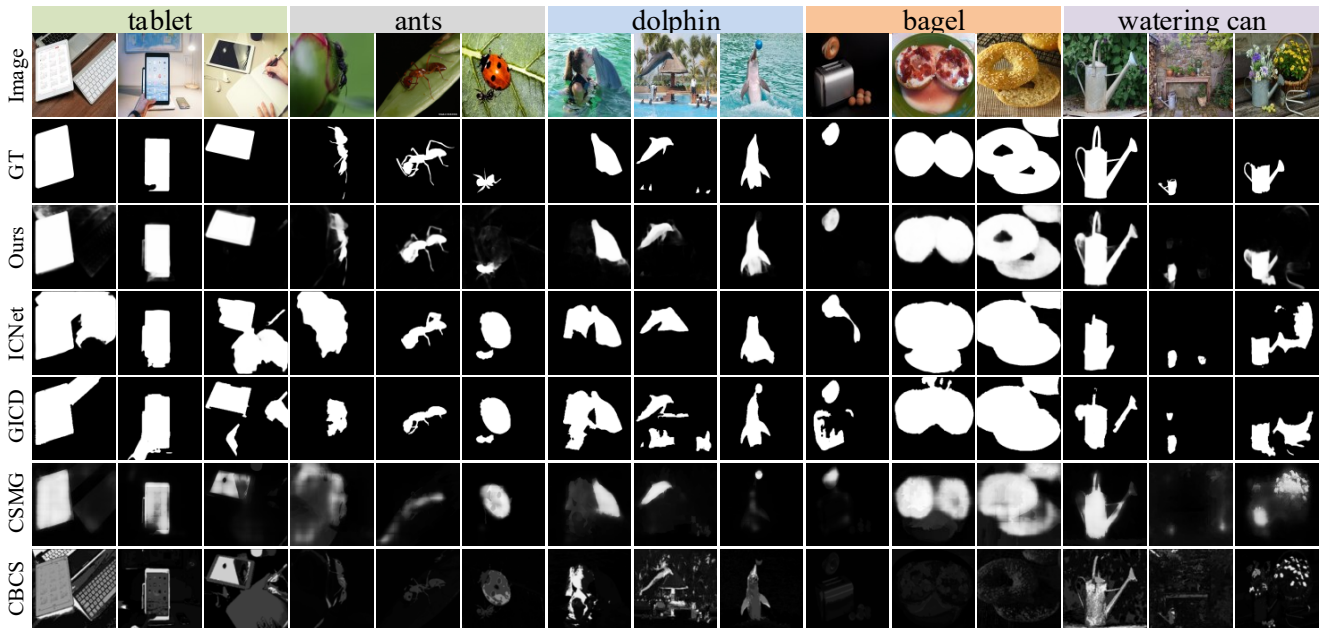 tablet ants dolphin bagel watering can
Image
GT
Ours
ICNet
GICD
CSMG
CBCS